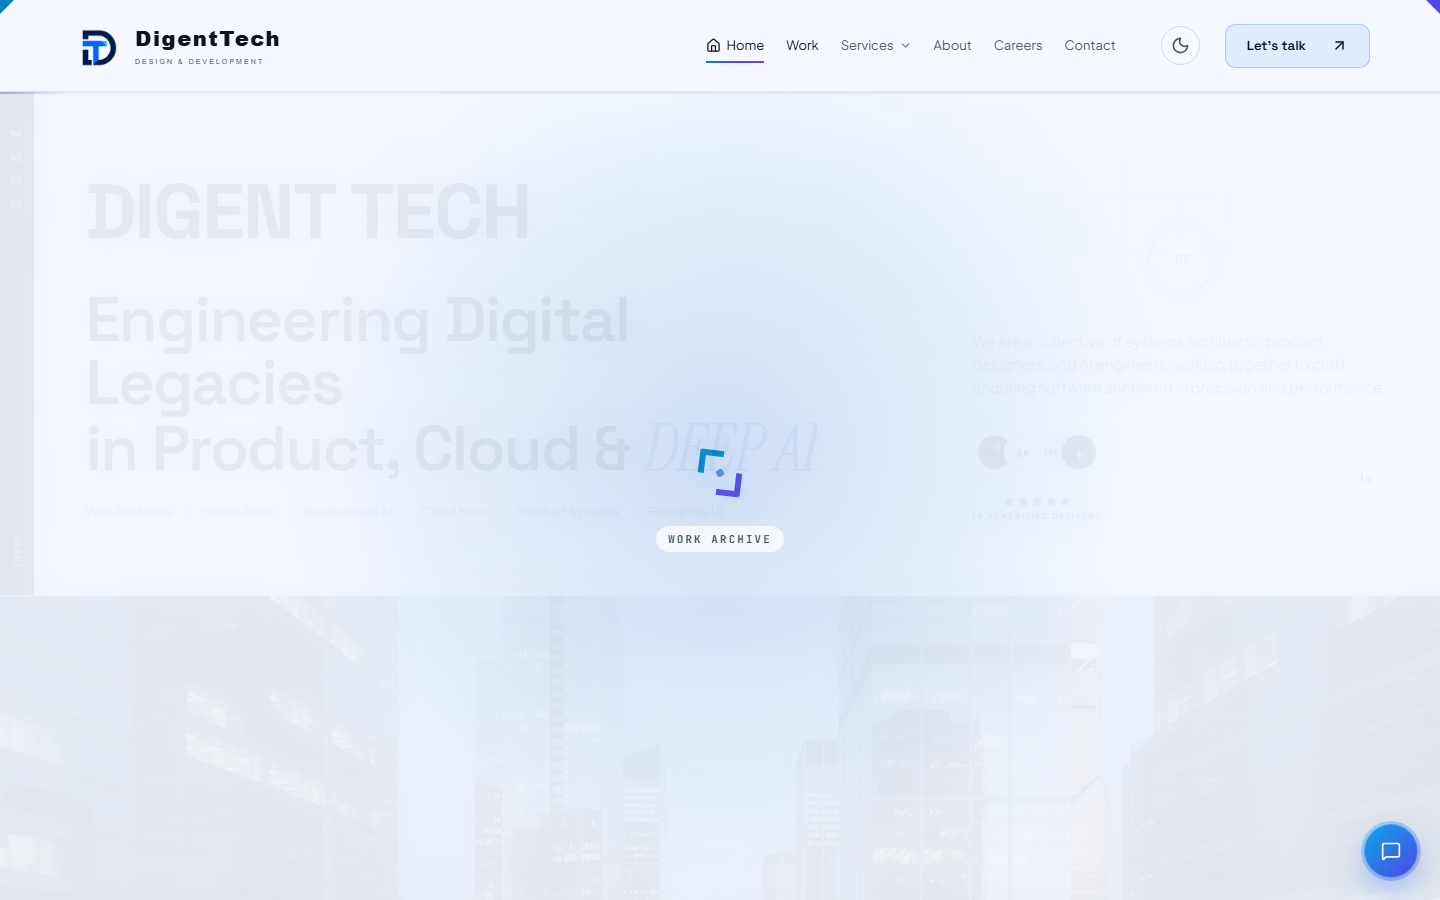 DigentTech
DESIGN & DEVELOPMENT
Home
Work
Services
About
Careers
Contact
Let's talk
DIGENT TECH
Engineering Digital
Legacies
in Product, Cloud & DEEP AI
Web Platforms
Mobile Apps
Autonomous AI
Cloud Mesh
Product Systems
Enterprise UI
DT
We are a collective of systems architects, product
designers, and AI engineers working together to craft
enduring software anchored in precision and performance
AK
+
(4.9) VERIFIED DELIVERY
WORK ARCHIVE